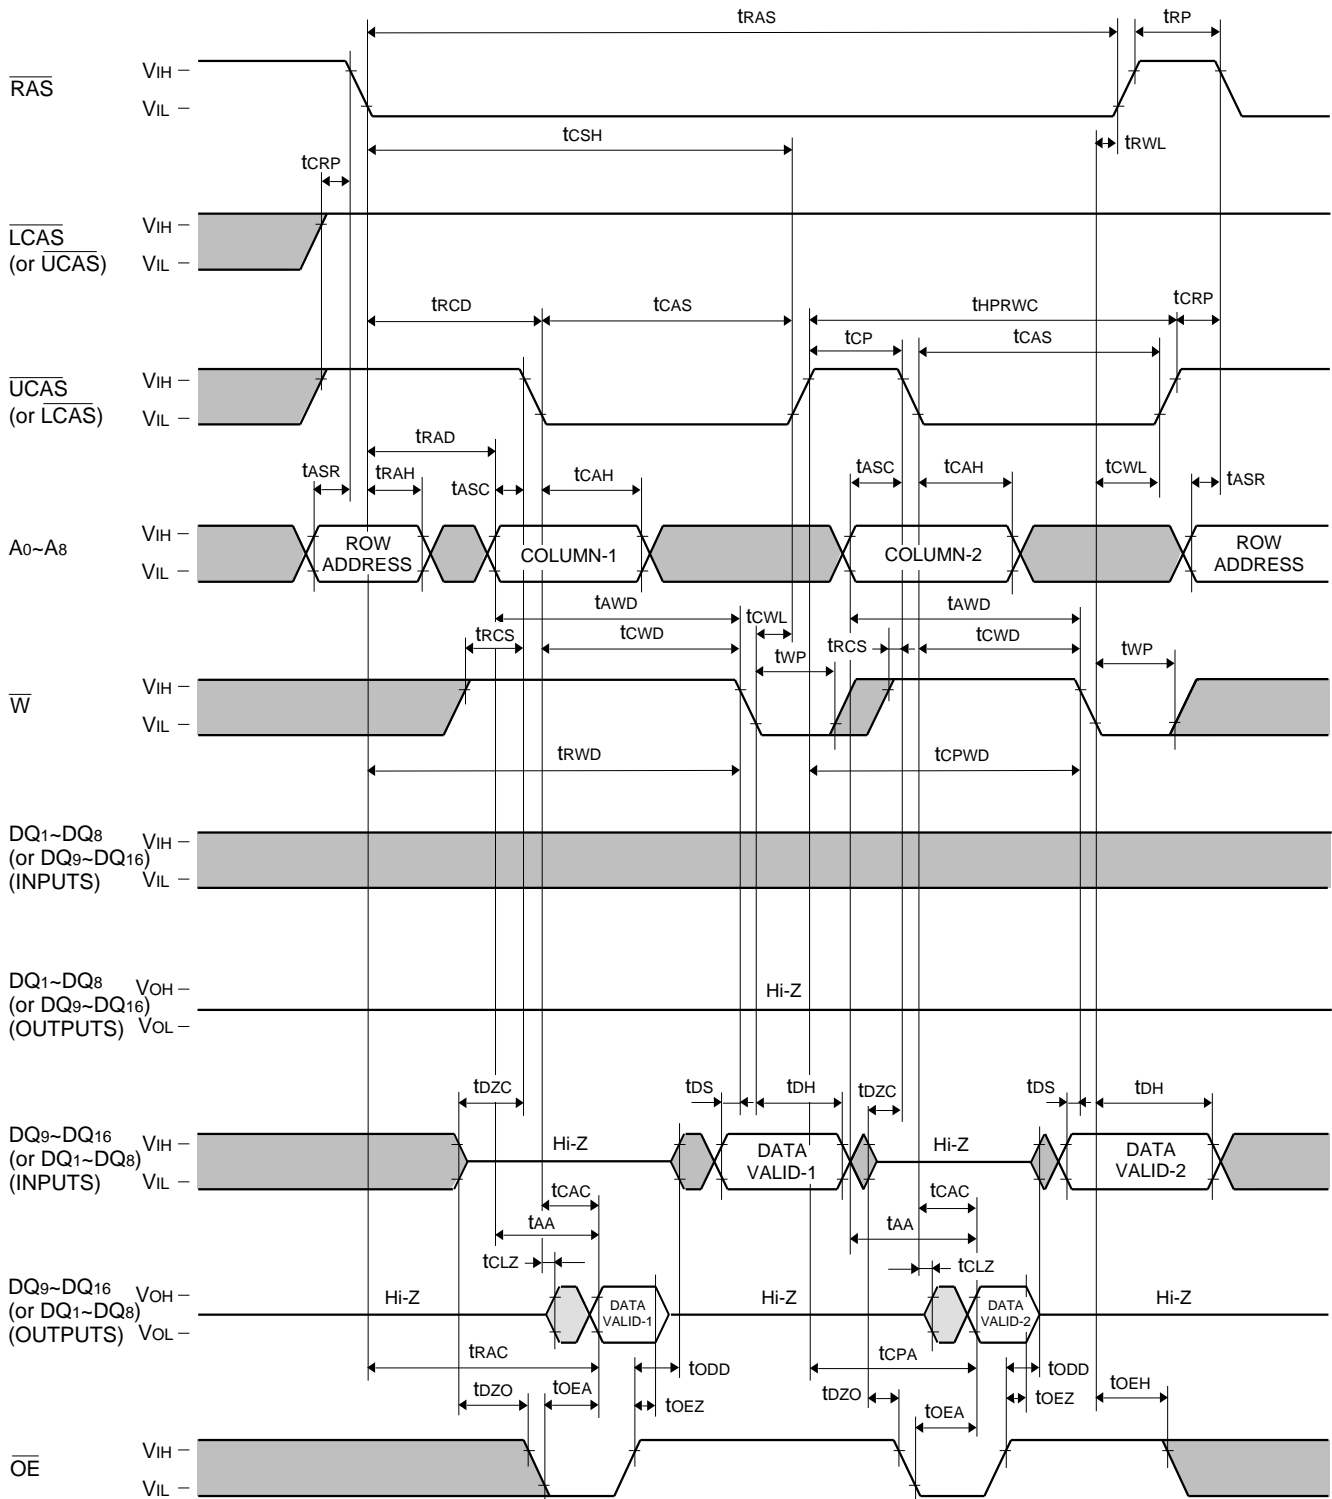 tRAS
tRP
RAS
VIH
VIL
tCSH
tRWL
tCRP
LCAS
(or UCAS)
VIH
VIL
tRCD
tCAS
tHPRWC
tCRP
tCP
tCAS
UCAS
(or LCAS)
VIH
VIL
tRAD
tASR
tRAH
tASC
tCAH
tASC
tCAH
tCWL
tASR
A0~A8
VIH
VIL
ROW
ADDRESS
COLUMN-1
COLUMN-2
ROW
ADDRESS
tAWD
tCWL
tAWD
tRCS
tCWD
tWP
tRCS
tCWD
tWP
W
VIH
VIL
tRWD
tCPWD
DQ1~DQ8
(or DQ9~DQ16)
(INPUTS)
VIH
VIL
DQ1~DQ8
(or DQ9~DQ16)
(OUTPUTS)
VOH
VOL
Hi-Z
tDZC
tDS
tDH
tDZC
tDS
tDH
DQ9~DQ16
(or DQ1~DQ8)
(INPUTS)
VIH
VIL
Hi-Z
DATA
VALID-1
Hi-Z
DATA
VALID-2
tCAC
tAA
tCLZ
tCAC
tAA
tCLZ
DQ9~DQ16
(or DQ1~DQ8)
(OUTPUTS)
VOH
VOL
Hi-Z
DATA
VALID-1
Hi-Z
DATA
VALID-2
Hi-Z
tRAC
tODD
tCPA
tODD
tDZO
tOEA
tOEZ
tDZO
tOEA
tOEZ
tOEH
OE
VIH
VIL